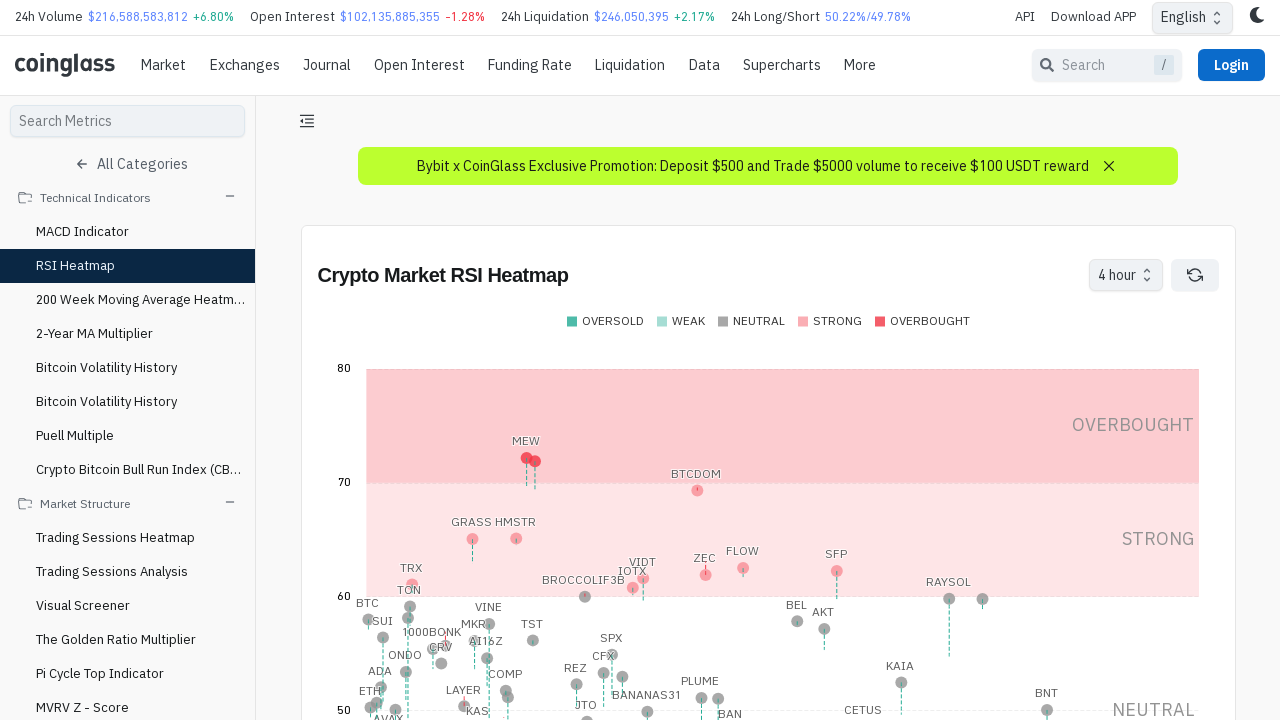 24h Volume $216,588,583,812 +6.80% Open Interest $102,135,885,355 -1.28% 24h Liquidation $246,050,395 +2.17% 24h Long/Short 50.22%/49.78% API Download APP English
coinglass Market Exchanges Journal Open Interest Funding Rate Liquidation Data Supercharts More Search / Login
Search Metrics
All Categories
Technical Indicators
MACD Indicator
RSI Heatmap
200 Week Moving Average Heatm...
2-Year MA Multiplier
Bitcoin Volatility History
Bitcoin Volatility History
Puell Multiple
Crypto Bitcoin Bull Run Index (CB...
Market Structure
Trading Sessions Heatmap
Trading Sessions Analysis
Visual Screener
The Golden Ratio Multiplier
Pi Cycle Top Indicator
MVRV Z - Score
Bybit x CoinGlass Exclusive Promotion: Deposit $500 and Trade $5000 volume to receive $100 USDT reward
Crypto Market RSI Heatmap
4 hour
OVERSOLD WEAK NEUTRAL STRONG OVERBOUGHT
80
OVERBOUGHT
MEW
BTCDOM
70
GRASS HMSTR
STRONG
FLOW
SFP
ZEC
VIDT
TRX
IOTX
BROCCOLIF3B
RAYSOL
TON
60
BTC
VINE
BEL
AKT
SUI
MKR
TST
1000BONK
SPX
AI16Z
CRV
ONDO
CFX
KAIA
REZ
ADA
COMP
PLUME
ETH
LAYER
BANANAS31
BNT
JTO
50
KAS
CETUS
NEUTRAL
BAN
AVAX